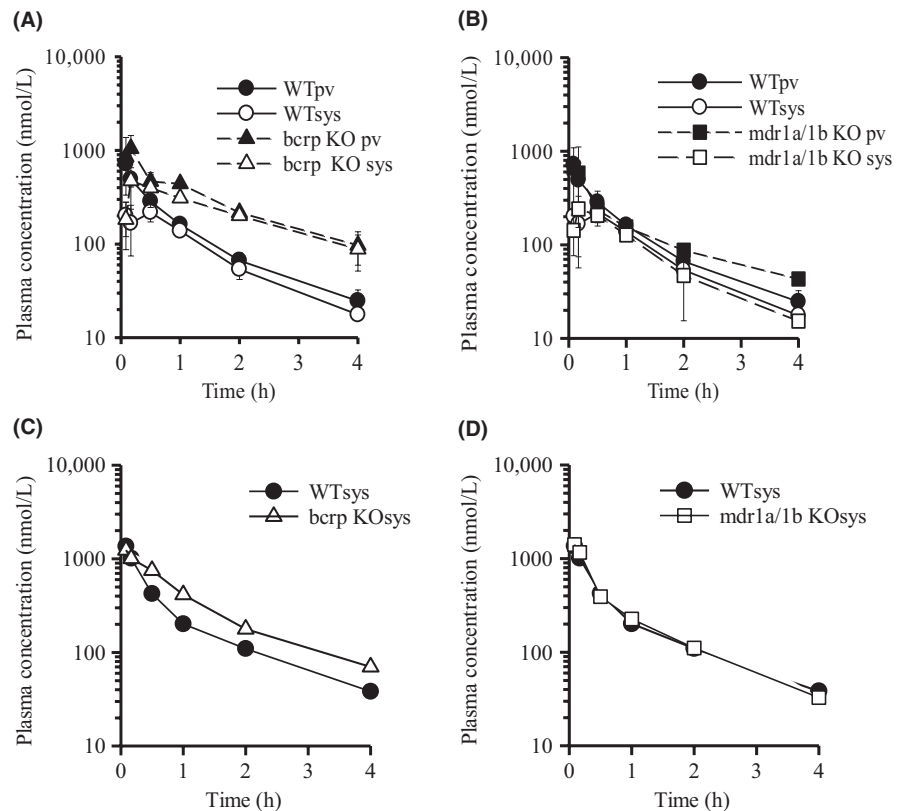 (A)
Plasma concentration (nmol/L)
10,000
1000
100
10
0 1 2 3 4
Time (h)
WTpv
WTsys
bcrp KO pv
bcrp KO sys
(B)
Plasma concentration (nmol/L)
10,000
1000
100
10
0 1 2 3 4
Time (h)
WTpv
WTsys
mdr1a/1b KO pv
mdr1a/1b KO sys
(C)
Plasma concentration (nmol/L)
10,000
1000
100
10
0 1 2 3 4
Time (h)
WTsys
bcrp KOsys
(D)
Plasma concentration (nmol/L)
10,000
1000
100
10
0 1 2 3 4
Time (h)
WTsys
mdr1a/1b KOsys